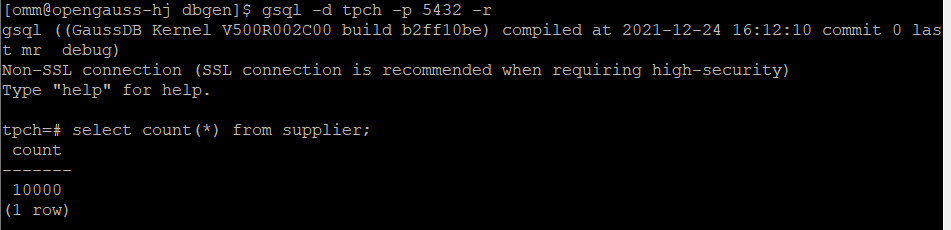 [omm@opengauss-hj dbgen]$ gsql -d tpch -p 5432 -r
gsql ((GaussDB Kernel V500R002C00 build b2ff10be) compiled at 2021-12-24 16:12:10 commit 0 las
t mr  debug)
Non-SSL connection (SSL connection is recommended when requiring high-security)
Type "help" for help.

tpch=# select count(*) from supplier;
 count
-------
 10000
(1 row)